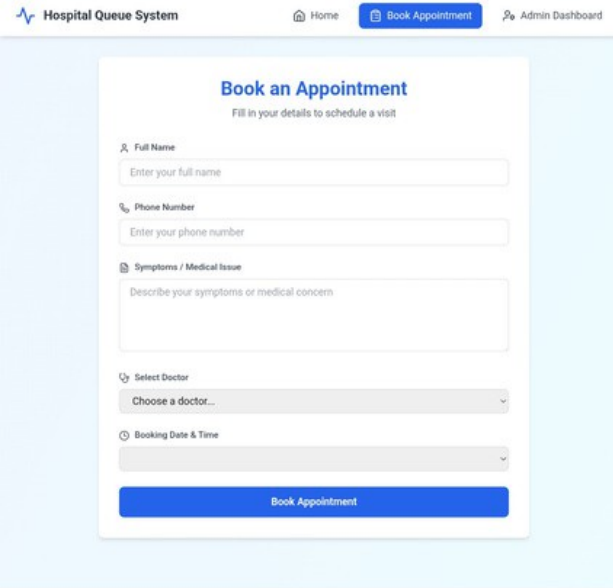 Hospital Queue System
Home
Book Appointment
Admin Dashboard
Book an Appointment
Fill in your details to schedule a visit
Full Name
Enter your full name
Phone Number
Enter your phone number
Symptoms / Medical Issue
Describe your symptoms or medical concern
Select Doctor
Choose a doctor...
Booking Date & Time
Book Appointment